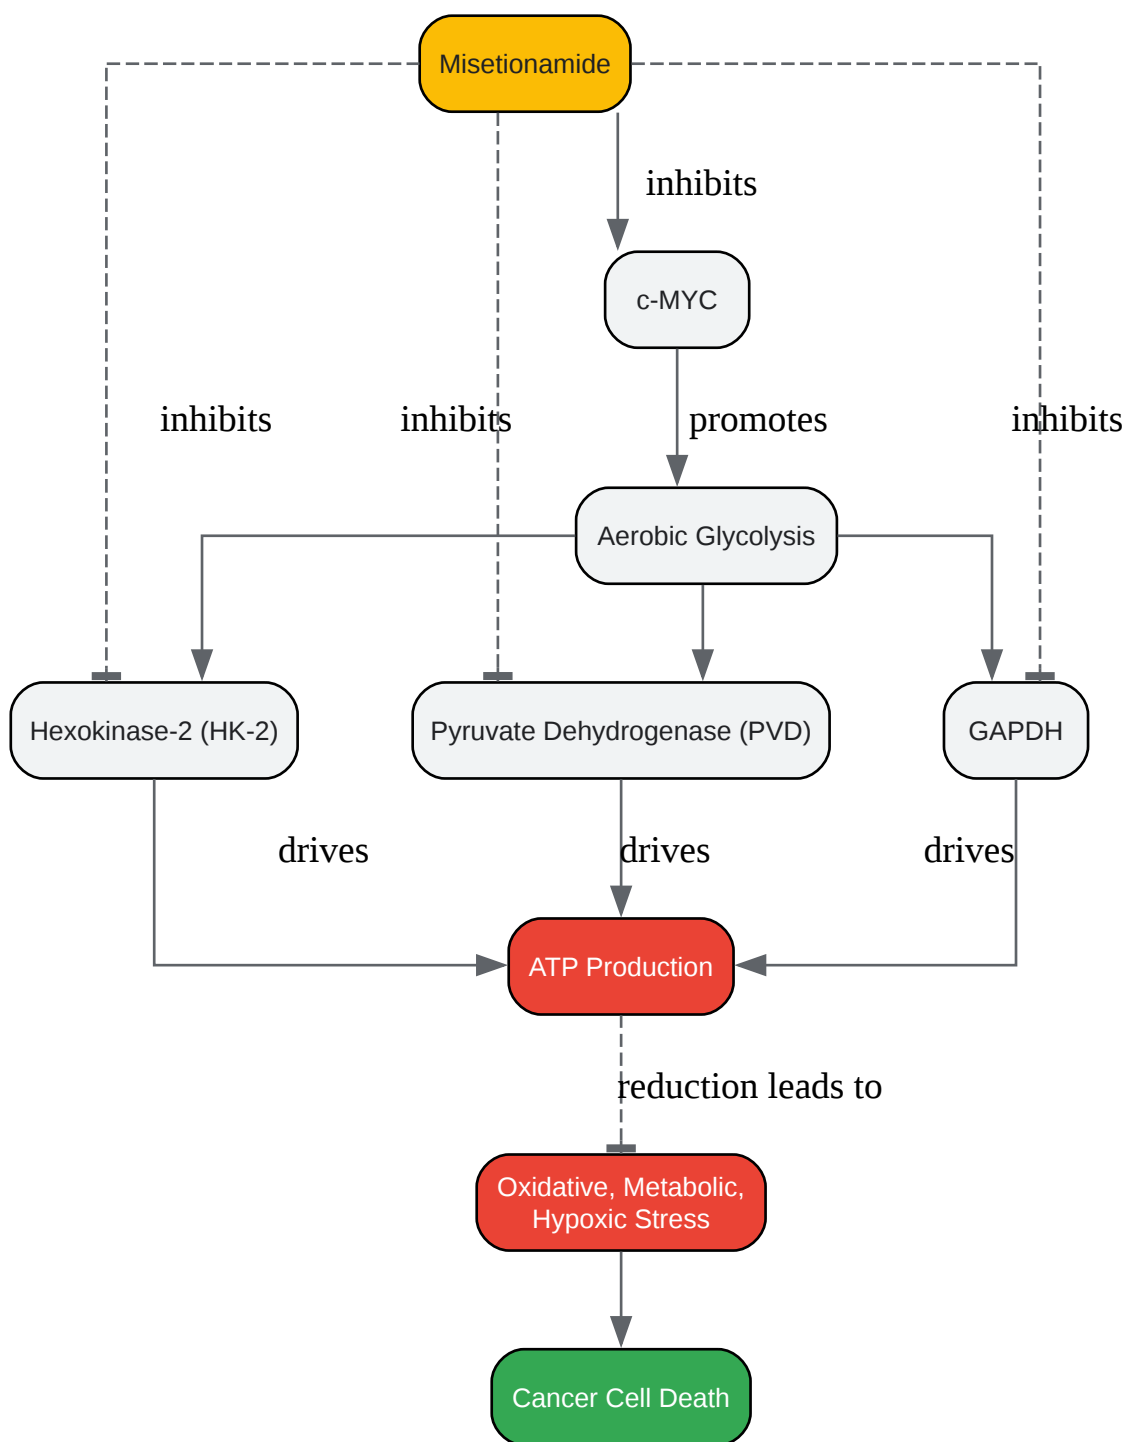 Misetionamide
inhibits
c-MYC
inhibits
inhibits
promotes
inhibits
Aerobic Glycolysis
Hexokinase-2 (HK-2)
Pyruvate Dehydrogenase (PVD)
GAPDH
drives
drives
drives
ATP Production
reduction leads to
Oxidative, Metabolic,
Hypoxic Stress
Cancer Cell Death